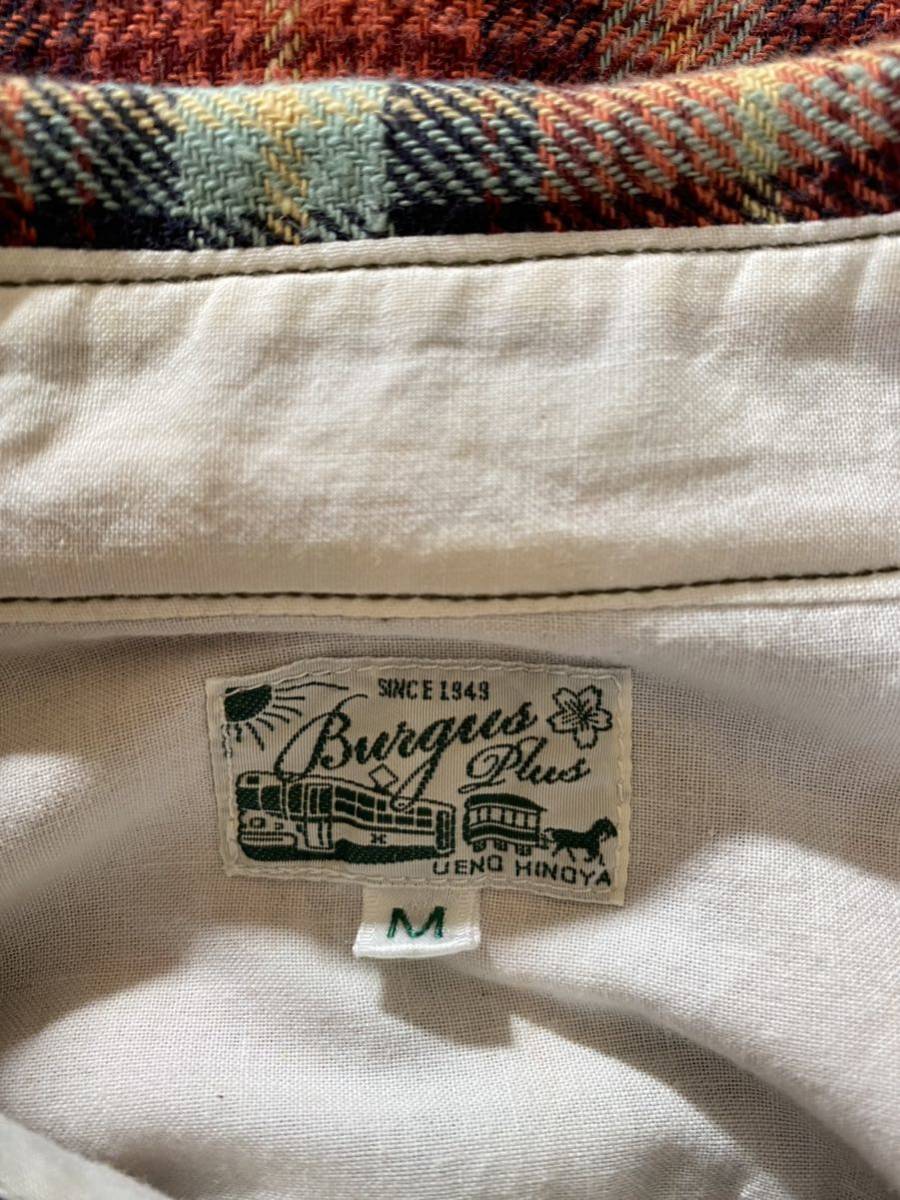 SINCE 1949
Burgus
Plus
UENO HINOYA
M